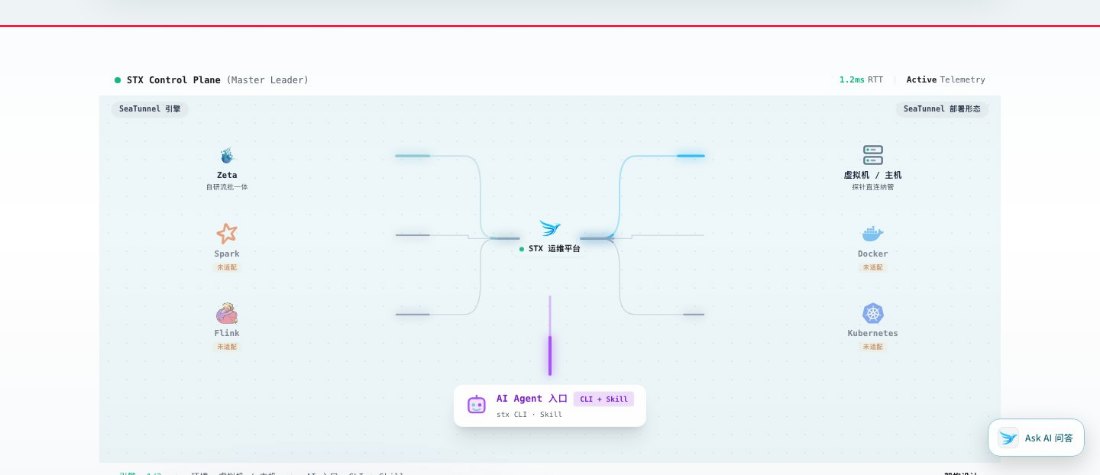 STX Control Plane (Master Leader)
1.2ms RTT Active Telemetry
SeaTunnel 引擎
SeaTunnel 部署形态
Zeta
自研流批一体
虚拟机 / 主机
探针直连纳管
STX 运维平台
Spark
未适配
Docker
未适配
Flink
未适配
Kubernetes
未适配
AI Agent 入口 CLI + Skill
stx CLI · Skill
Ask AI 问答